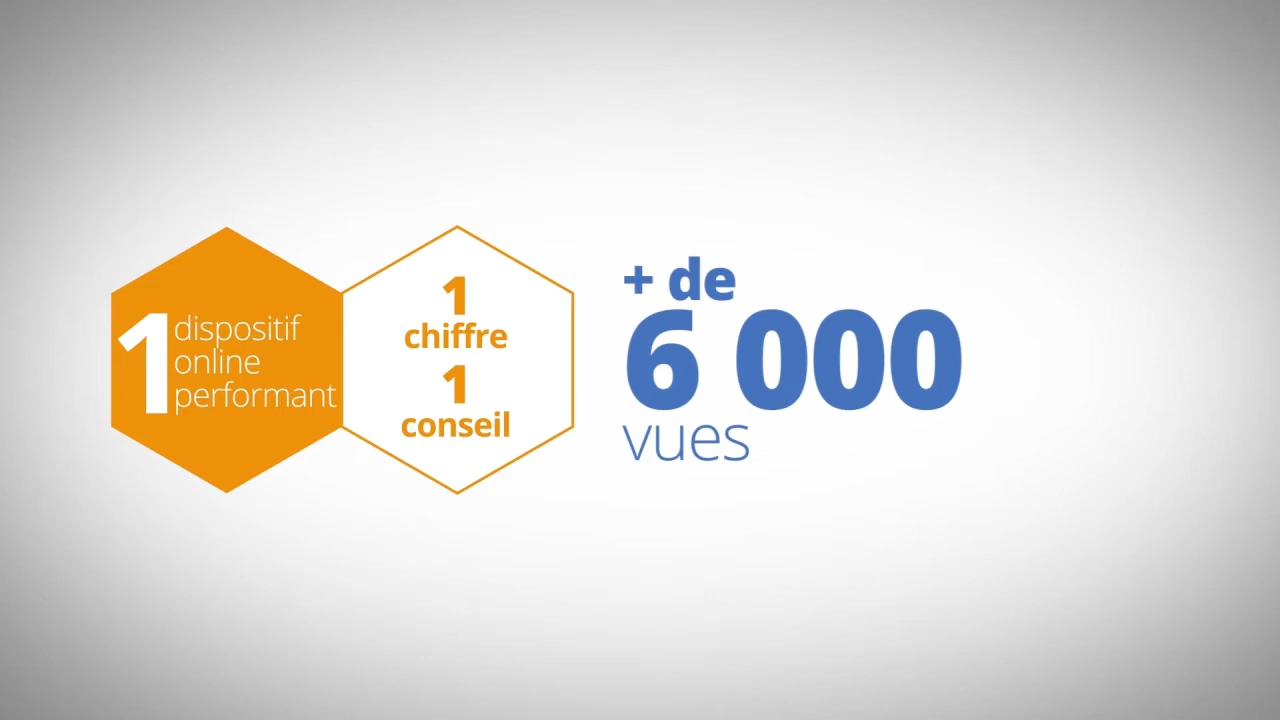 1 dispositif
online
performant
1
chiffre
1
conseil
+ de
6 000
vues